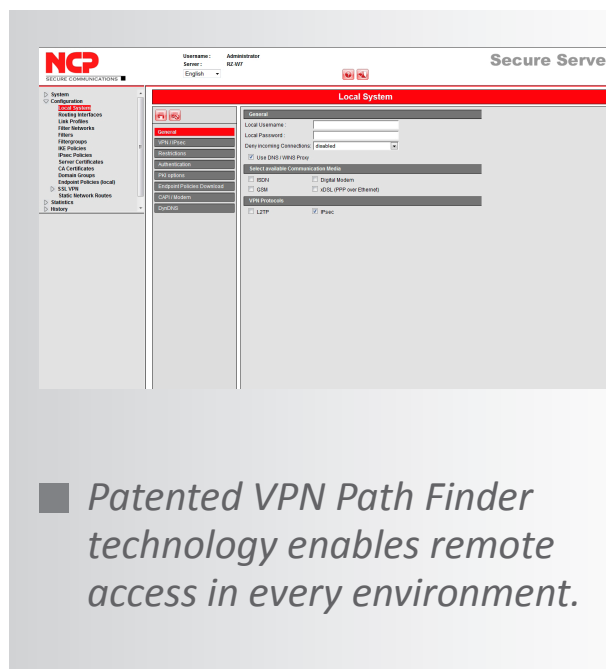 NCP
SECURE COMMUNICATIONS
Username: Administrator
Server: RZ-W7
English
Secure Serve
System
Configuration
Local System
Routing Interfaces
Link Profiles
Filter Networks
Filters
Filtergroups
IKE Policies
IPsec Policies
Server Certificates
CA Certificates
Domain Groups
Endpoint Policies (local)
SSL VPN
Static Network Routes
Statistics
History
Local System
General
VPN / IPsec
Restrictions
Authentication
PKI options
Endpoint Policies Download
CAPI / Modem
DynDNS
General
Local Username :
Local Password :
Deny Incoming Connections: disabled
Use DNS / WINS Proxy
Select available Communication Media
ISDN Digital Modem
GSM xDSL (PPP over Ethernet)
VPN Protocols
L2TP IPsec
Patented VPN Path Finder
technology enables remote
access in every environment.